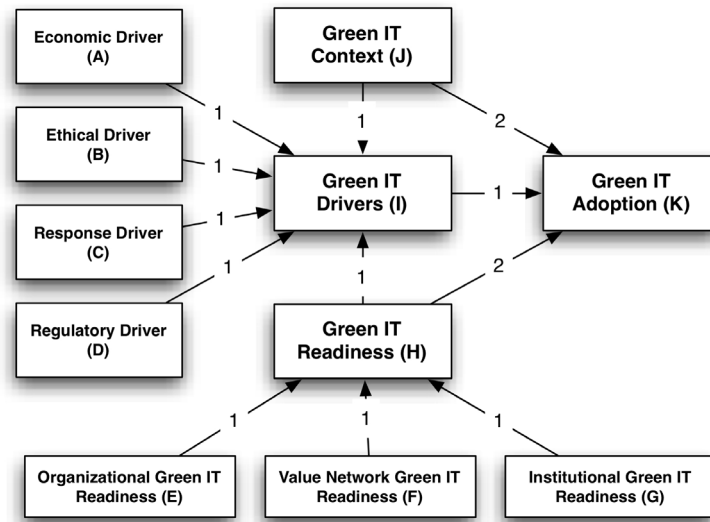 Economic Driver
(A)
Green IT
Context (J)
1
1
2
Ethical Driver
(B)
1
Green IT
Drivers (I)
1
Green IT
Adoption (K)
Response Driver
(C)
1
1
1
2
Regulatory Driver
(D)
Green IT
Readiness (H)
1
1
1
Organizational Green IT
Readiness (E)
Value Network Green IT
Readiness (F)
Institutional Green IT
Readiness (G)